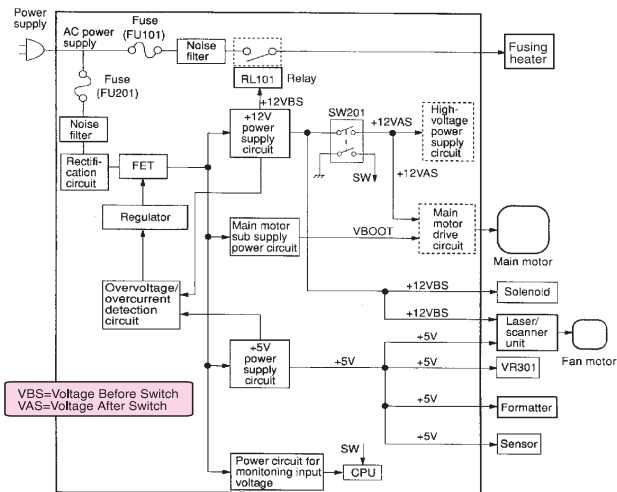 Power
supply
AC power
supply
Fuse
(FU101)
Noise
filter
Fusing
heater
Fuse
(FU201)
RL101
Relay
+12VBS
+12V
power
supply
circuit
SW201
+12VAS
High-
voltage
power
supply
circuit
Noise
filter
Rectifi-
cation
circuit
FET
SW
+12VAS
Regulator
Main motor
sub supply
power circuit
VBOOT
Main
motor
drive
circuit
Main motor
Overvoltage/
overcurrent
detection
circuit
+12VBS
Solenoid
+12VBS
Laser/
scanner
unit
Fan motor
+5V
+5V
power
supply
circuit
+5V
+5V
VR301
VBS=Voltage Before Switch
VAS=Voltage After Switch
+5V
Formatter
+5V
Sensor
SW
Power circuit for
monitoning input
voltage
CPU